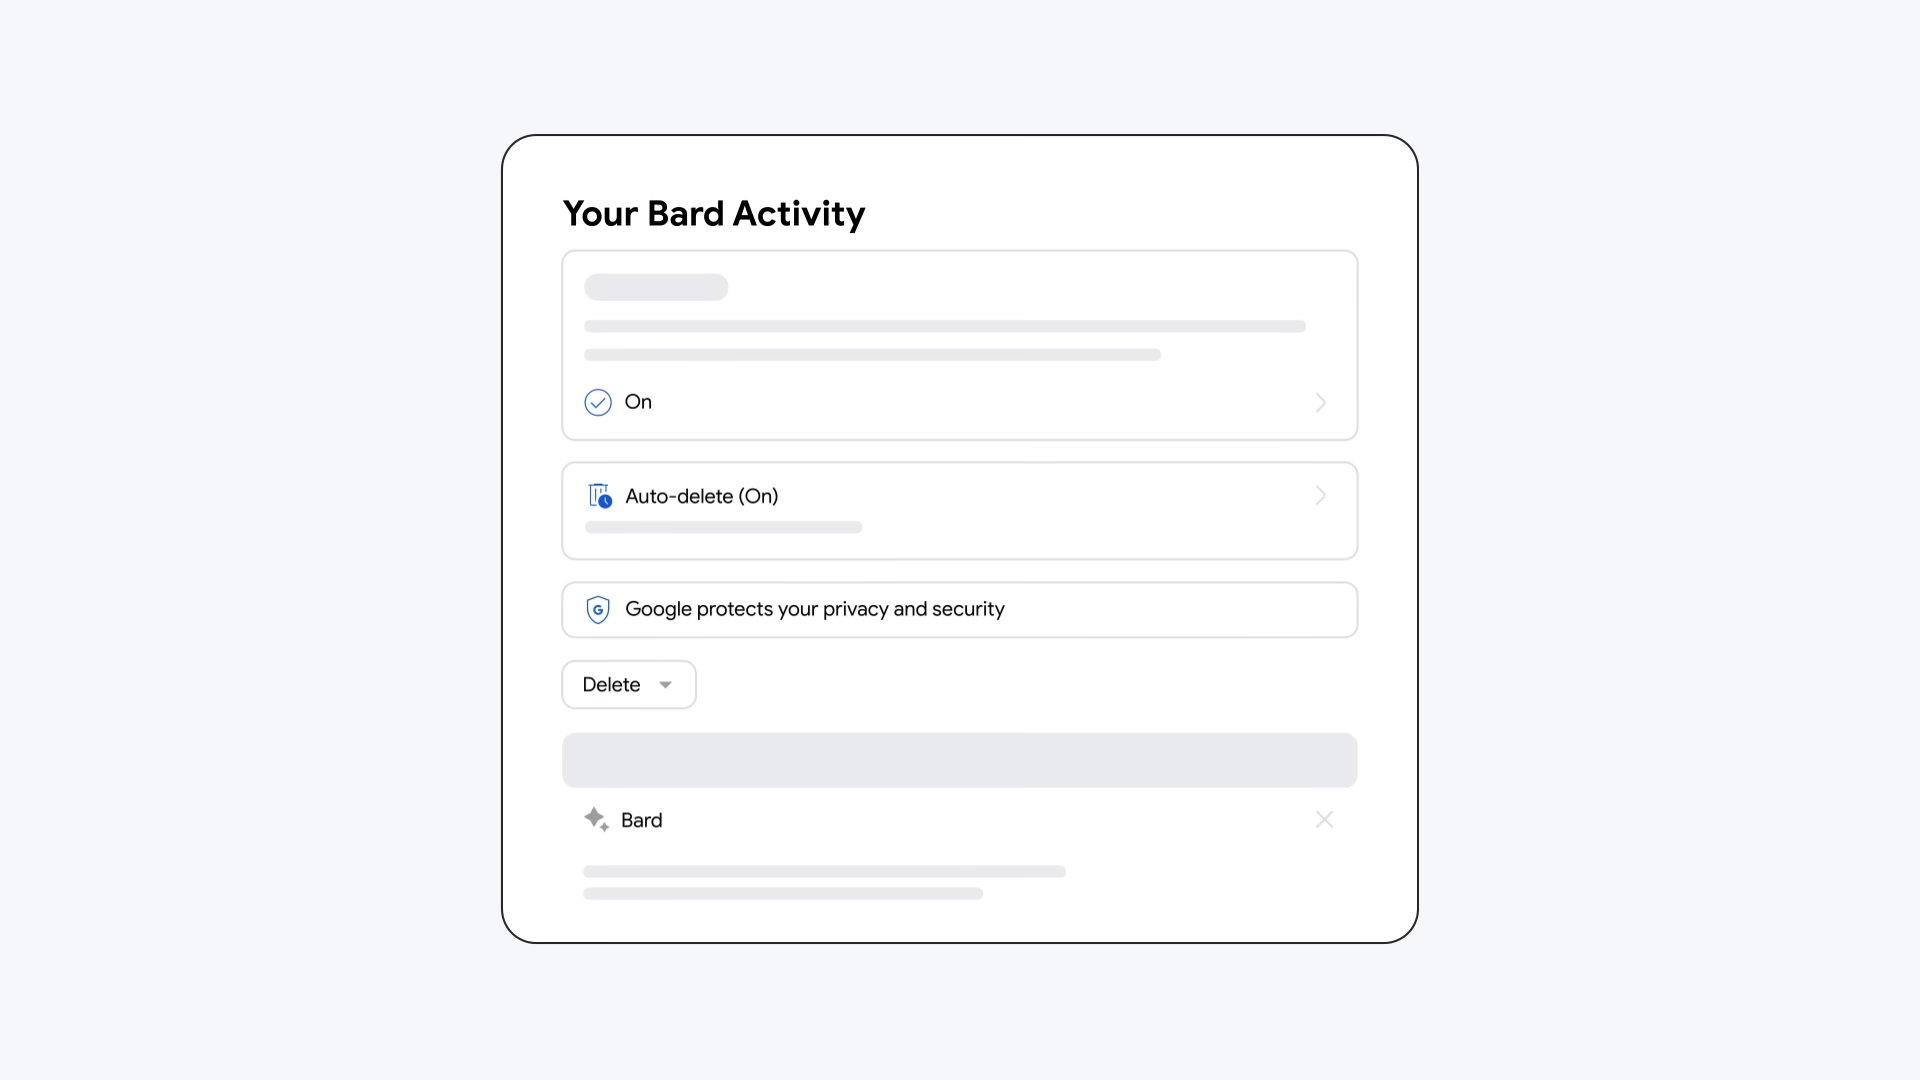 Your Bard Activity
On
Auto-delete (On)
Google protects your privacy and security
Delete
Bard